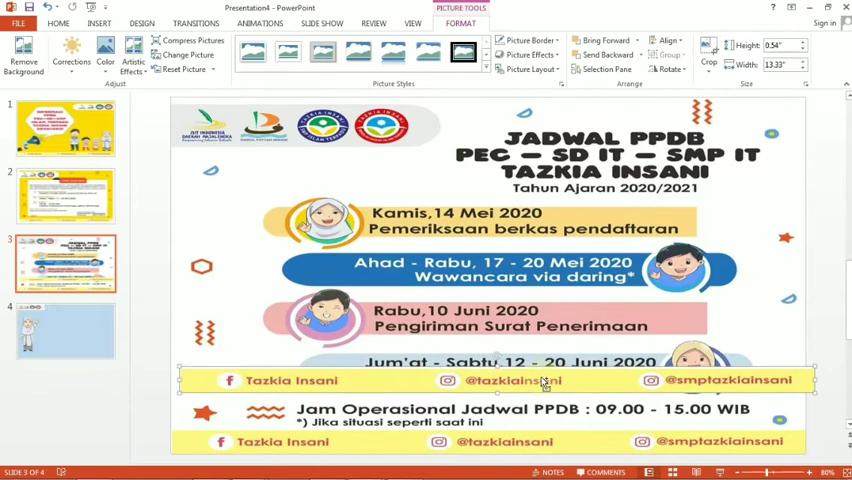 Presentation4 - PowerPoint
PICTURE TOOLS
? 
Sign in
FILE HOME INSERT DESIGN TRANSITIONS ANIMATIONS SLIDE SHOW REVIEW VIEW FORMAT
Remove Background
Corrections
Color
Artistic Effects
Compress Pictures
Change Picture
Reset Picture
Adjust
Picture Styles
Picture Border
Picture Effects
Picture Layout
Bring Forward
Send Backward
Selection Pane
Align
Group
Rotate
Arrange
Crop
Height: 0.54"
Width: 13.33"
Size
1
2
3
4
JSIT INDONESIA
JADWAL PPDB
PEC – SD IT – SMP IT
TAZKIA INSANI
Tahun Ajaran 2020/2021
Kamis,14 Mei 2020
Pemeriksaan berkas pendaftaran
Ahad - Rabu, 17 - 20 Mei 2020
Wawancara via daring*
Rabu,10 Juni 2020
Pengiriman Surat Penerimaan
Jum'at - Sabtu 12 - 20 Juni 2020
Tazkia Insani @tazkiainsani @smptazkiainsani
Jam Operasional Jadwal PPDB : 09.00 - 15.00 WIB
*) Jika situasi seperti saat ini
Tazkia Insani @tazkiainsani @smptazkiainsani
SLIDE 3 OF 4
NOTES
COMMENTS
80%